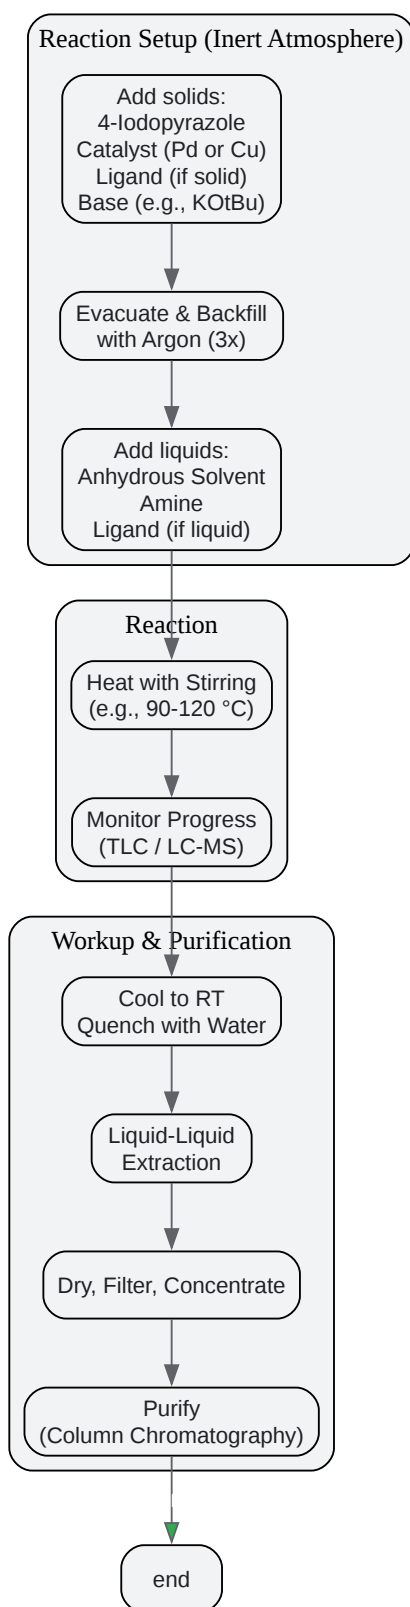 Reaction Setup (Inert Atmosphere)
Add solids:
4-Iodopyrazole
Catalyst (Pd or Cu)
Ligand (if solid)
Base (e.g., KOtBu)
Evacuate & Backfill
with Argon (3x)
Add liquids:
Anhydrous Solvent
Amine
Ligand (if liquid)
Reaction
Heat with Stirring
(e.g., 90-120 °C)
Monitor Progress
(TLC / LC-MS)
Workup & Purification
Cool to RT
Quench with Water
Liquid-Liquid
Extraction
Dry, Filter, Concentrate
Purify
(Column Chromatography)
end